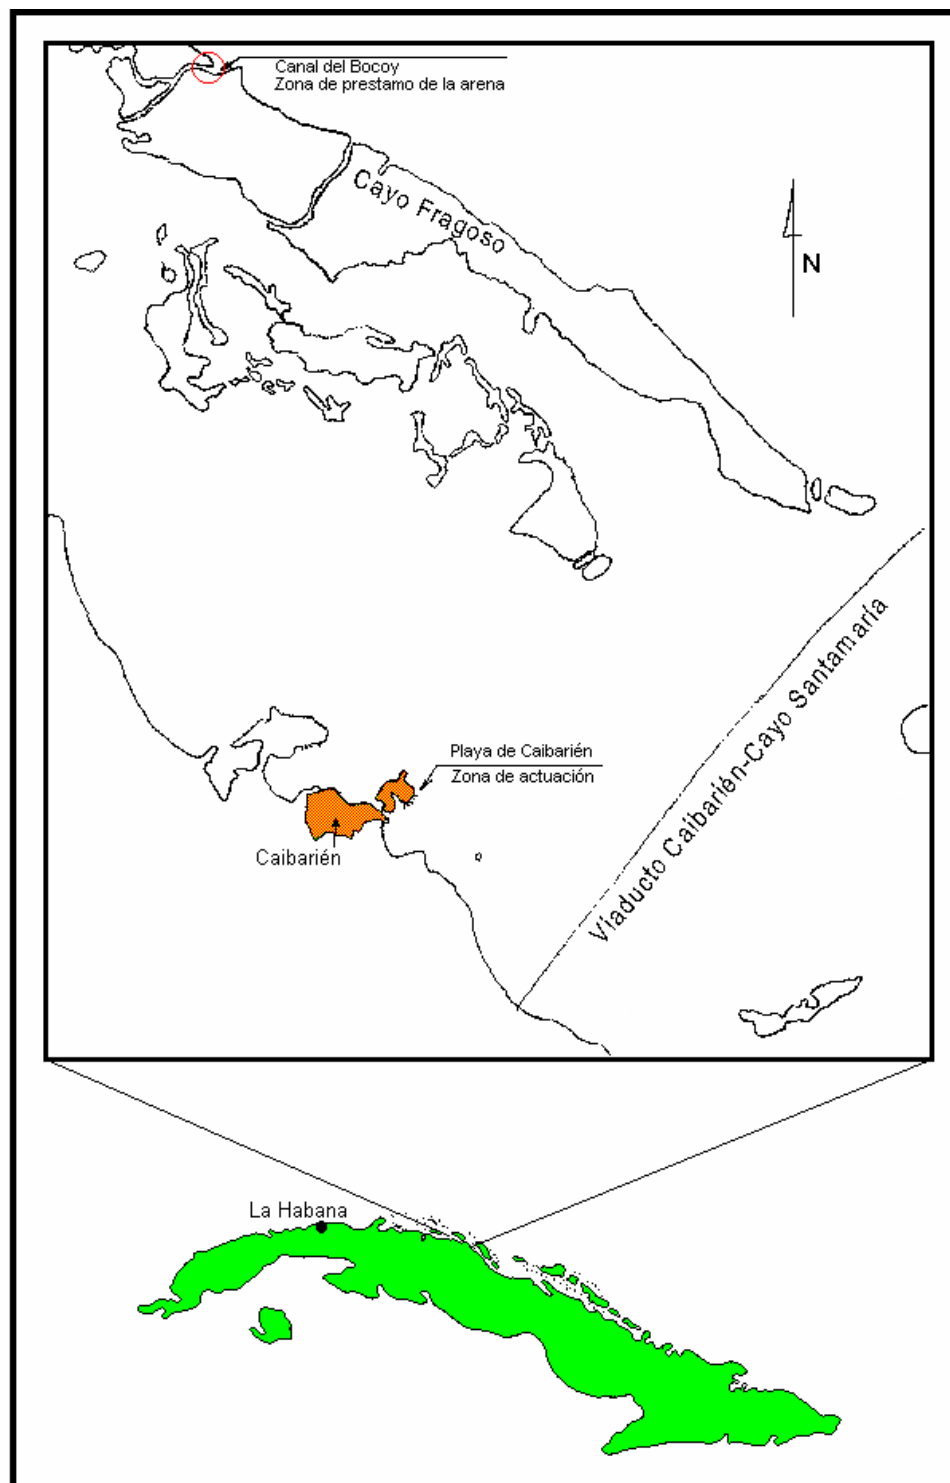 Canal del Bocoy
Zona de prestamo de la arena
Cayo Fragoso
N
Viaducto Caibarién-Cayo Santamaría
Playa de Caibarién
Zona de actuación
Caibarién
La Habana